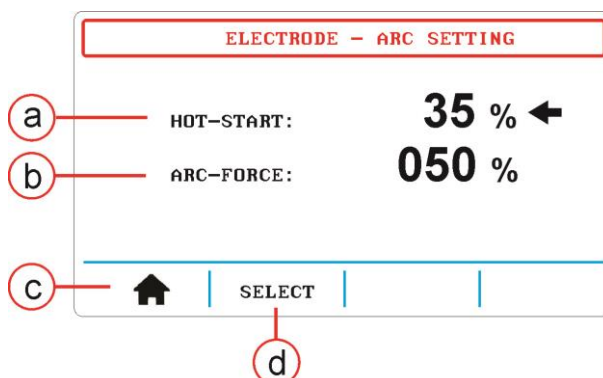 ELECTRODE – ARC SETTING
a HOT-START: 35 %
b ARC-FORCE: 050 %
c SELECT
d